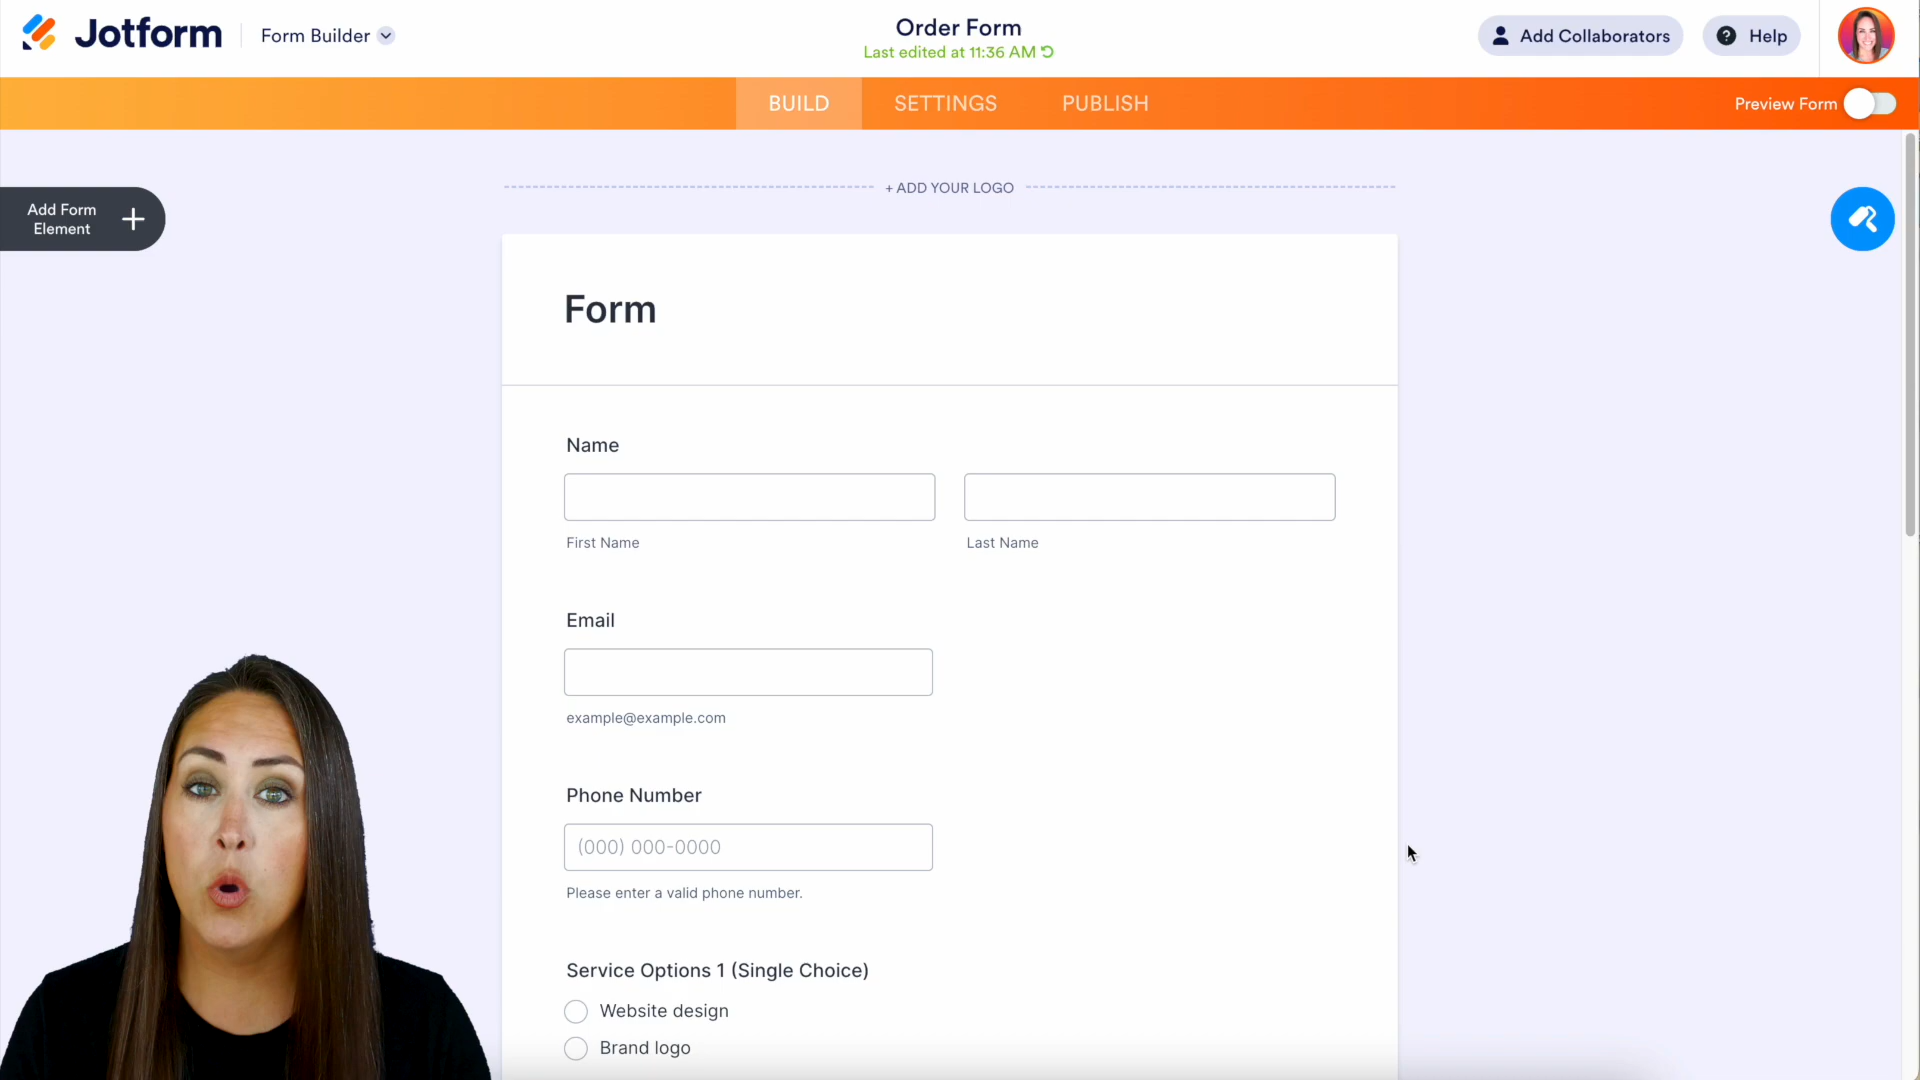 Jotform
Form Builder
Order Form
Last edited at 11:36 AM
Add Collaborators
Help
BUILD
SETTINGS
PUBLISH
Preview Form
+ ADD YOUR LOGO
Add Form
Element
Form
Name
First Name
Last Name
Email
example@example.com
Phone Number
(000) 000-0000
Please enter a valid phone number.
Service Options 1 (Single Choice)
Website design
Brand logo